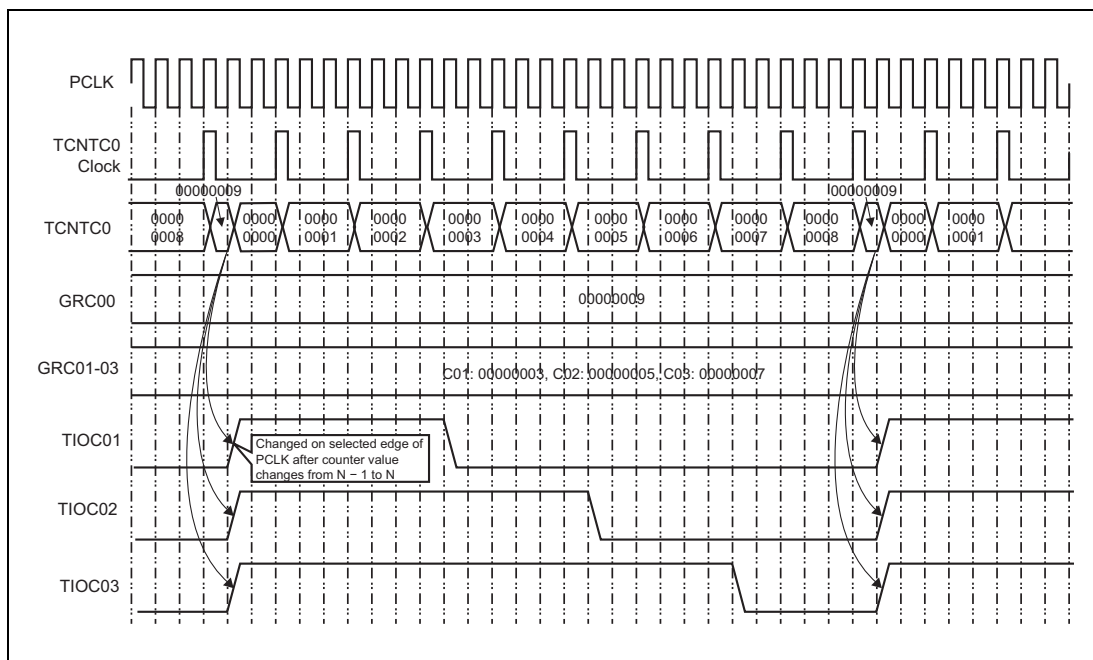 PCLK
TCNTC0
Clock
00000009
00000009
TCNTC0
0000
0008
0000
0000
0000
0001
0000
0002
0000
0003
0000
0004
0000
0005
0000
0006
0000
0007
0000
0008
0000
0000
0000
0001
GRC00
00000009
GRC01-03
C01: 00000003, C02: 00000005, C03: 00000007
TIOC01
Changed on selected edge of
PCLK after counter value
changes from N − 1 to N
TIOC02
TIOC03